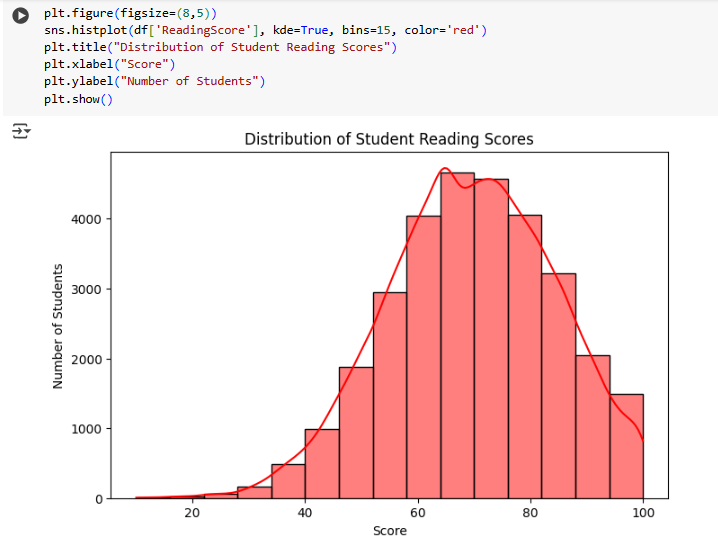 plt.figure(figsize=(8,5))
sns.histplot(df['ReadingScore'], kde=True, bins=15, color='red')
plt.title("Distribution of Student Reading Scores")
plt.xlabel("Score")
plt.ylabel("Number of Students")
plt.show()
Distribution of Student Reading Scores
Number of Students
4000
3000
2000
1000
0
20 40 60 80 100
Score